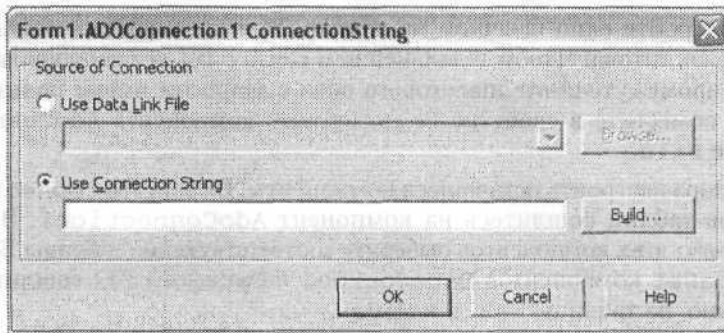 Form1.ADOConnection1 ConnectionString
Source of Connection
Use Data Link File
Browse...
Use Connection String
Build...
OK
Cancel
Help